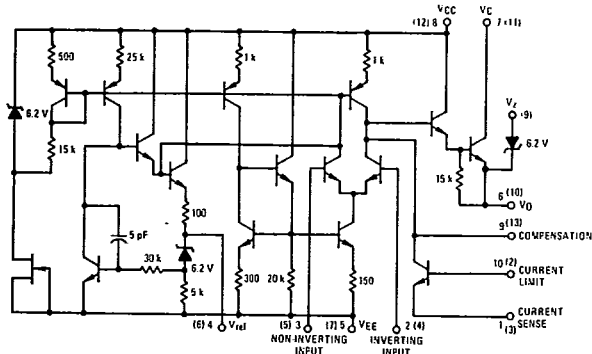 VCC
(12) 8
VC
7 (11)
500
25 k
1 k
1 k
6.2 V
15 k
Vz
(9)
6.2 V
15 k
6 (10)
VO
9 (13)
COMPENSATION
100
5 pF
30 k
6.2 V
5 k
300
20 k
150
10 (2)
CURRENT
LIMIT
1 (3)
CURRENT
SENSE
(6) 4 Vref
(5) 3
NON-INVERTING
INPUT
(7) 5 VEE
2 (4)
INVERTING
INPUT